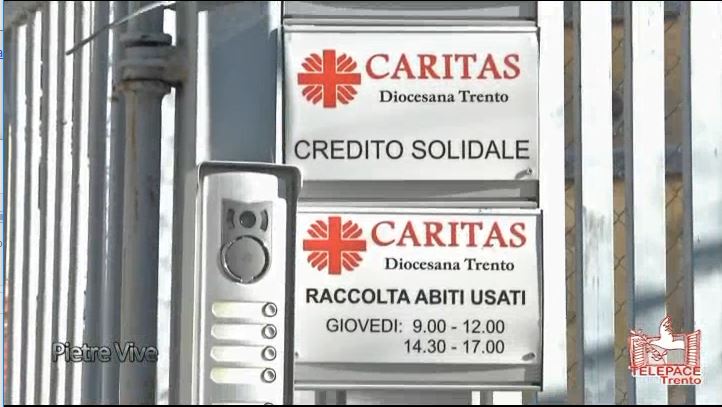 CARITAS
Diocesana Trento
CREDITO SOLIDALE
CARITAS
Diocesana Trento
RACCOLTA ABITI USATI
GIOVEDI: 9.00 - 12.00
14.30 - 17.00
Pietre Vive
TELEPACE
Trento